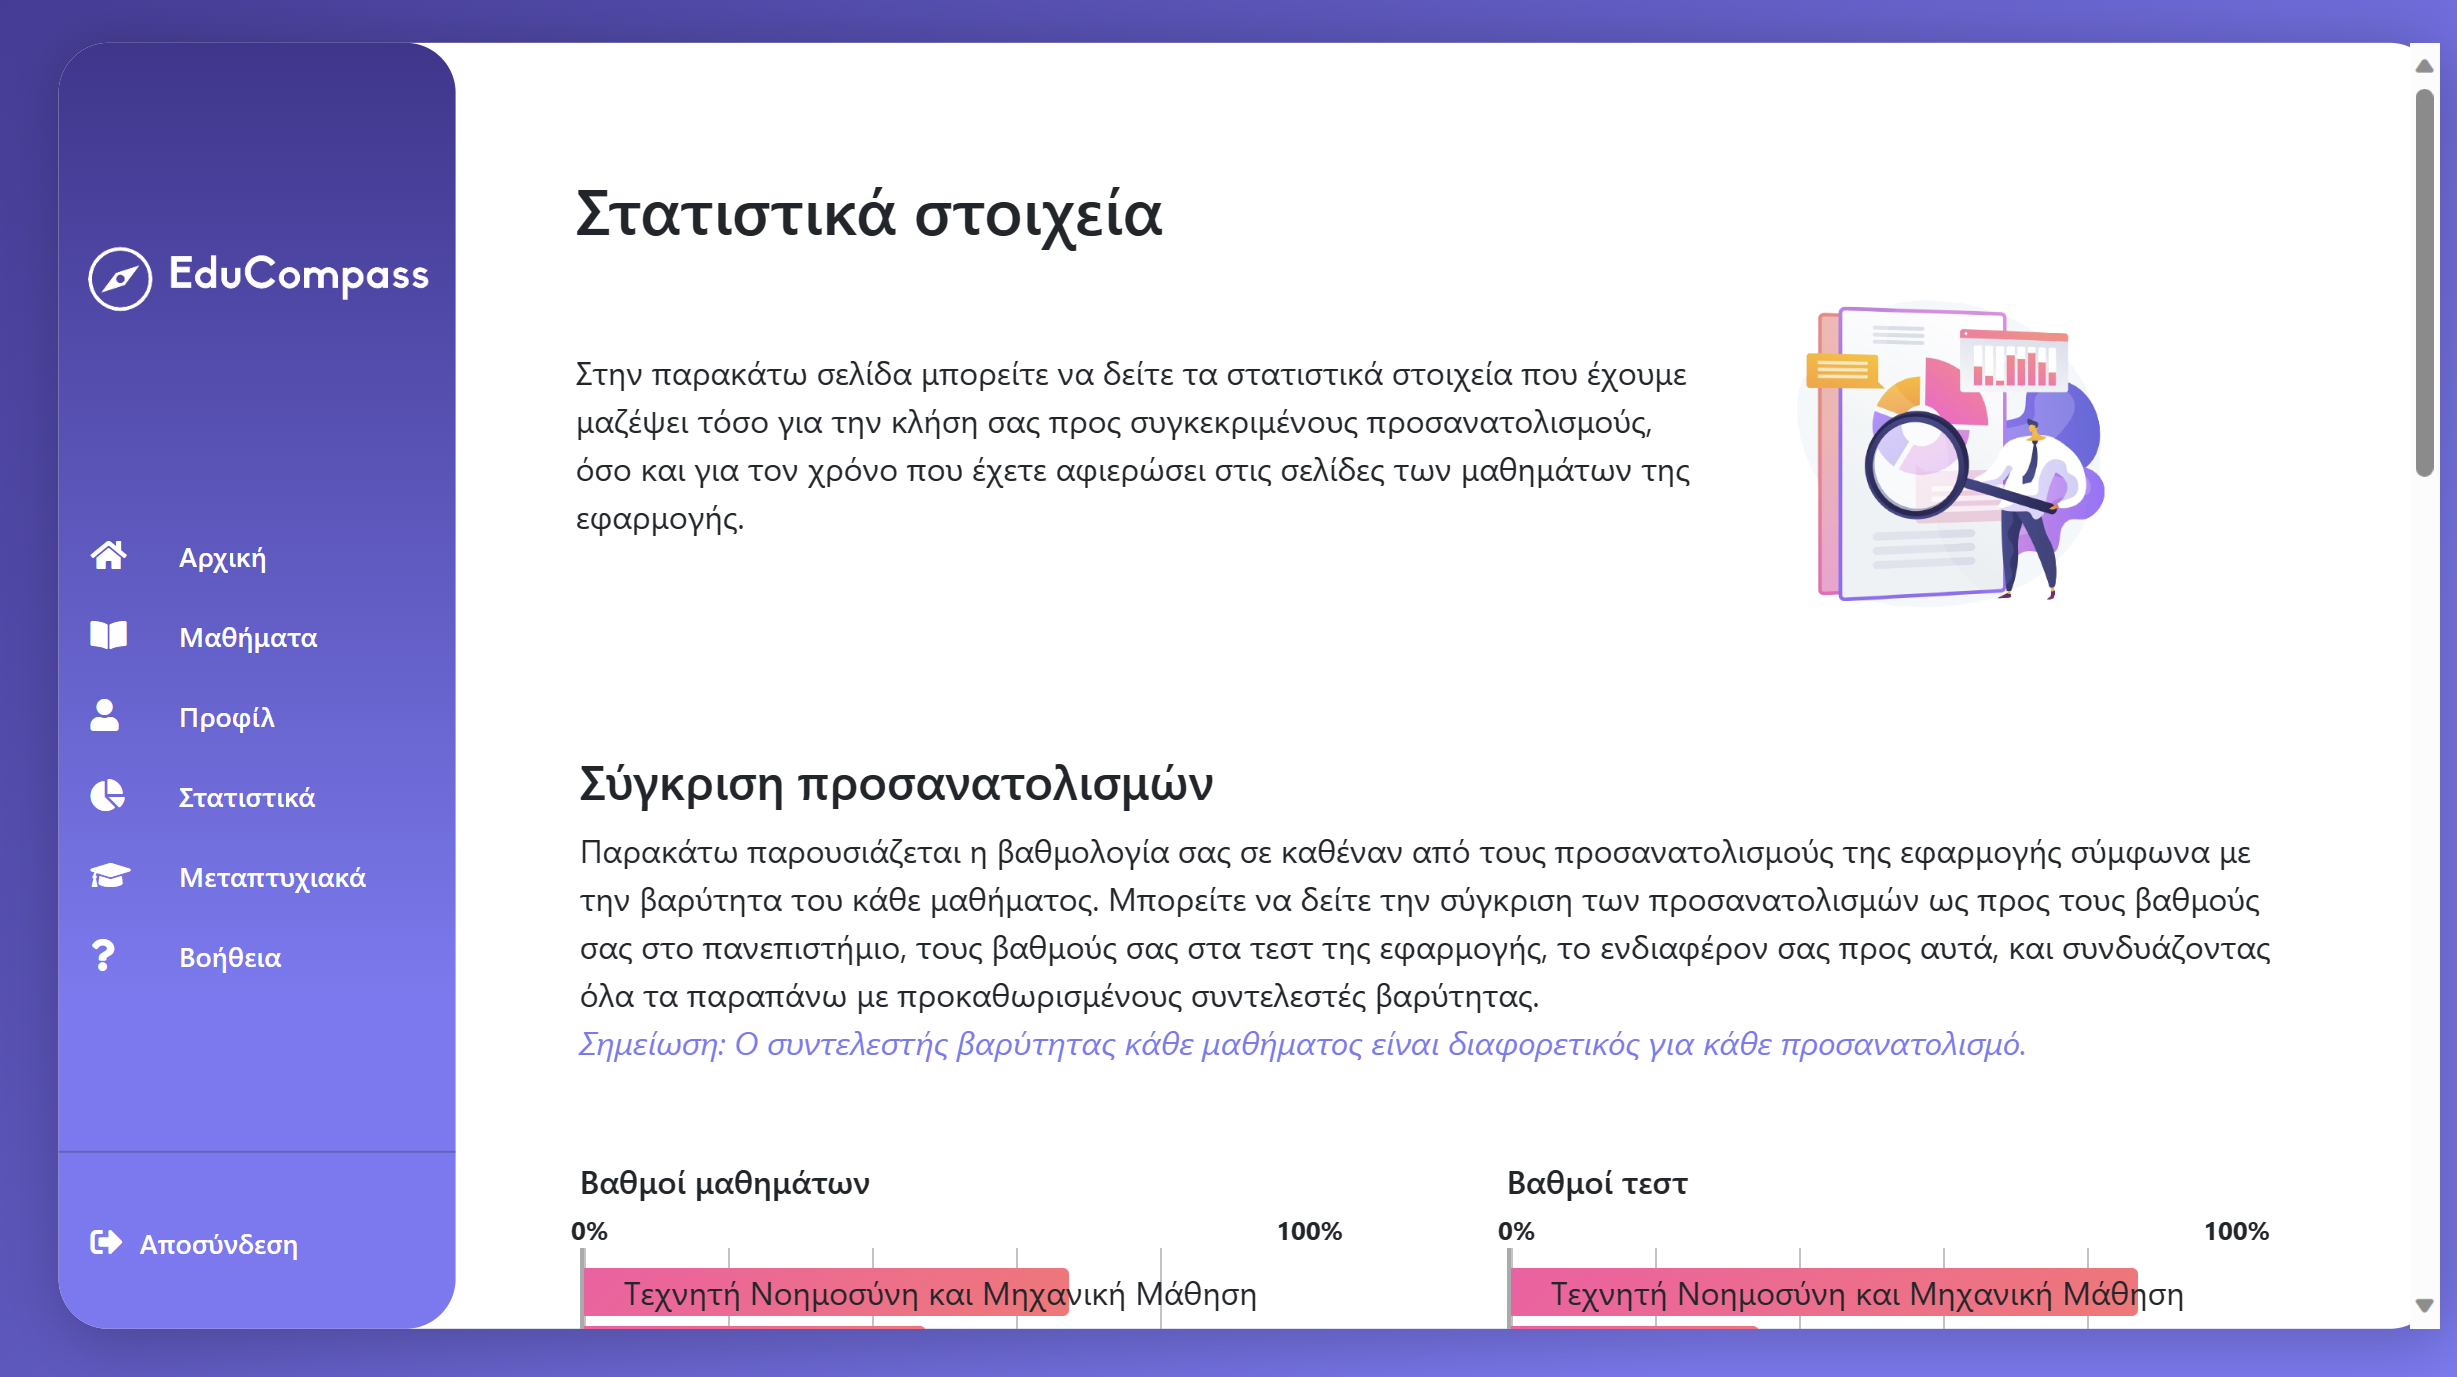 EduCompass
Αρχική
Μαθήματα
Προφίλ
Στατιστικά
Μεταπτυχιακά
Βοήθεια
Αποσύνδεση
Στατιστικά στοιχεία
Στην παρακάτω σελίδα μπορείτε να δείτε τα στατιστικά στοιχεία που έχουμε
μαζέψει τόσο για την κλήση σας προς συγκεκριμένους προσανατολισμούς,
όσο και για τον χρόνο που έχετε αφιερώσει στις σελίδες των μαθημάτων της
εφαρμογής.
Σύγκριση προσανατολισμών
Παρακάτω παρουσιάζεται η βαθμολογία σας σε καθέναν από τους προσανατολισμούς της εφαρμογής σύμφωνα με
την βαρύτητα του κάθε μαθήματος. Μπορείτε να δείτε την σύγκριση των προσανατολισμών ως προς τους βαθμούς
σας στο πανεπιστήμιο, τους βαθμούς σας στα τεστ της εφαρμογής, το ενδιαφέρον σας προς αυτά, και συνδυάζοντας
όλα τα παραπάνω με προκαθωρισμένους συντελεστές βαρύτητας.
Σημείωση: Ο συντελεστής βαρύτητας κάθε μαθήματος είναι διαφορετικός για κάθε προσανατολισμό.
Βαθμοί μαθημάτων
0% 100%
Τεχνητή Νοημοσύνη και Μηχανική Μάθηση
Βαθμοί τεστ
0% 100%
Τεχνητή Νοημοσύνη και Μηχανική Μάθηση